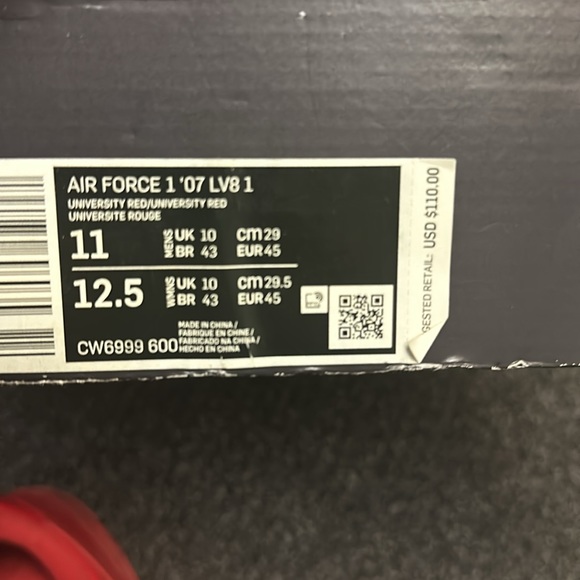 AIR FORCE 1 '07 LV8 1
UNIVERSITY RED/UNIVERSITY RED
UNIVERSITE ROUGE
11 MENS UK 10 CM 29
BR 43 EUR 45
12.5 WMNS UK 10 CM 29.5
BR 43 EUR 45
CW6999 600
MADE IN CHINA /
FABRIQUE EN CHINE /
FABRICADO NA CHINA /
HECHO EN CHINA
GESTED RETAIL: USD $110.00